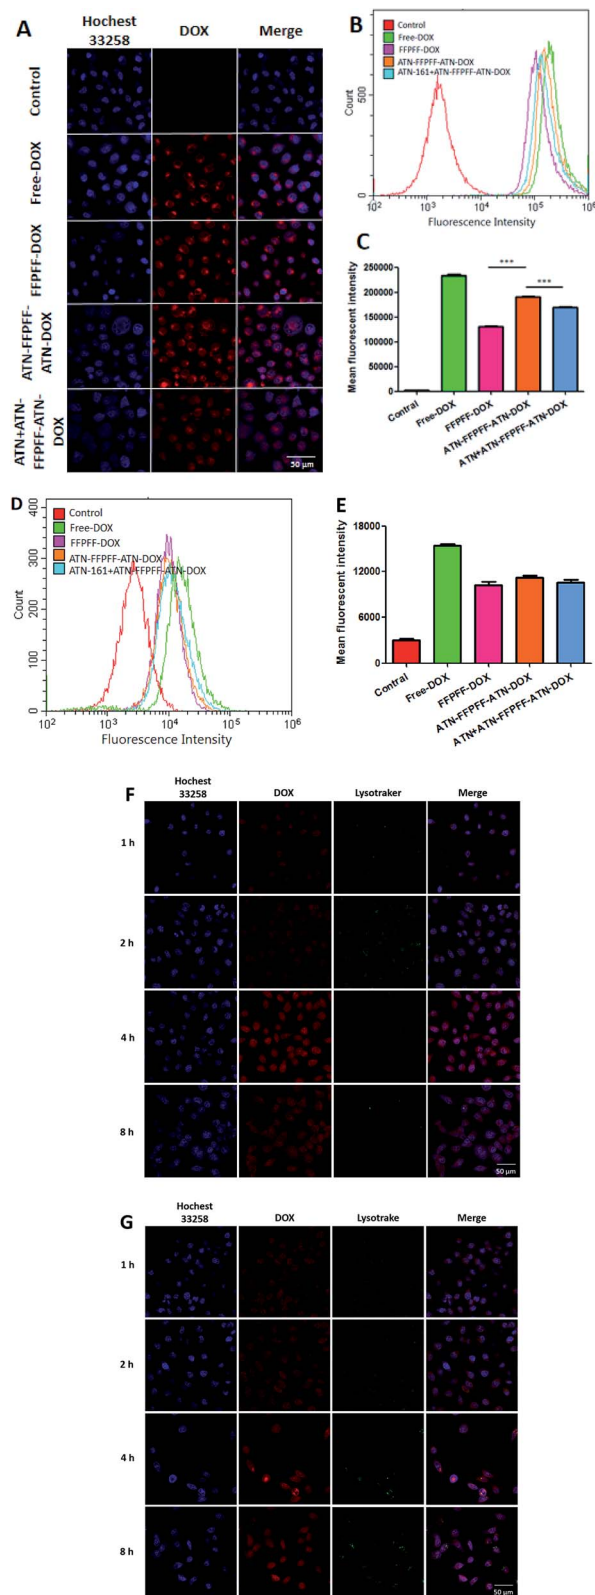 A
Hochest
33258
DOX
Merge
Control
Free-DOX
FFPFF-DOX
ATN-FFPFF-
ATN-DOX
ATN+ATN-
FFPFF-ATN-
DOX
50 μm
B
Control
Free-DOX
FFPFF-DOX
ATN-FFPFF-ATN-DOX
ATN-161+ATN-FFPFF-ATN-DOX
Count
500
0
10²
10³
10⁴
10⁵
10⁶
Fluorescence Intensity
C
Mean fluorescent intensity
250000
200000
150000
100000
50000
0
***
***
Contral
Free-DOX
FFPFF-DOX
ATN-FFPFF-ATN-DOX
ATN+ATN-FFPFF-ATN-DOX
D
Control
Free-DOX
FFPFF-DOX
ATN-FFPFF-ATN-DOX
ATN-161+ATN-FFPFF-ATN-DOX
Count
400
300
200
100
0
10²
10³
10⁴
10⁵
10⁶
Fluorescence Intensity
E
Mean fluorescent intensity
18000
12000
6000
0
Contral
Free-DOX
FFPFF-DOX
ATN-FFPFF-ATN-DOX
ATN+ATN-FFPFF-ATN-DOX
F
Hochest
33258
DOX
Lysotraker
Merge
1 h
2 h
4 h
8 h
50 μm
G
Hochest
33258
DOX
Lysotrake
Merge
1 h
2 h
4 h
8 h
50 μm